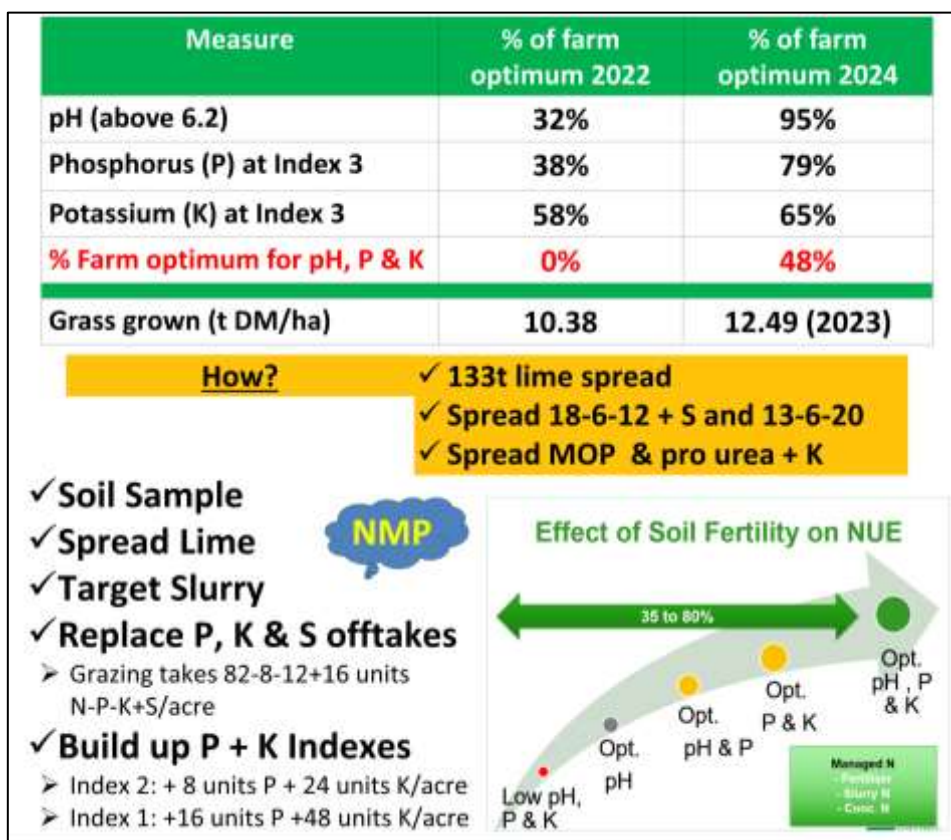 Measure
% of farm
optimum 2022
% of farm
optimum 2024
pH (above 6.2)
32%
95%
Phosphorus (P) at Index 3
38%
79%
Potassium (K) at Index 3
58%
65%
% Farm optimum for pH, P & K
0%
48%
Grass grown (t DM/ha)
10.38
12.49 (2023)
How?
✓ 133t lime spread
✓ Spread 18-6-12 + S and 13-6-20
✓ Spread MOP & pro urea + K
✓Soil Sample
✓Spread Lime
✓Target Slurry
✓Replace P, K & S offtakes
➢ Grazing takes 82-8-12+16 units
N-P-K+S/acre
✓Build up P + K Indexes
➢ Index 2: + 8 units P + 24 units K/acre
➢ Index 1: +16 units P +48 units K/acre
NMP
Effect of Soil Fertility on NUE
35 to 80%
Low pH,
P & K
Opt.
pH
Opt.
pH & P
Opt.
P & K
Opt.
pH , P
& K
Managed N
- Fertiliser
- Slurry N
- Conc. N